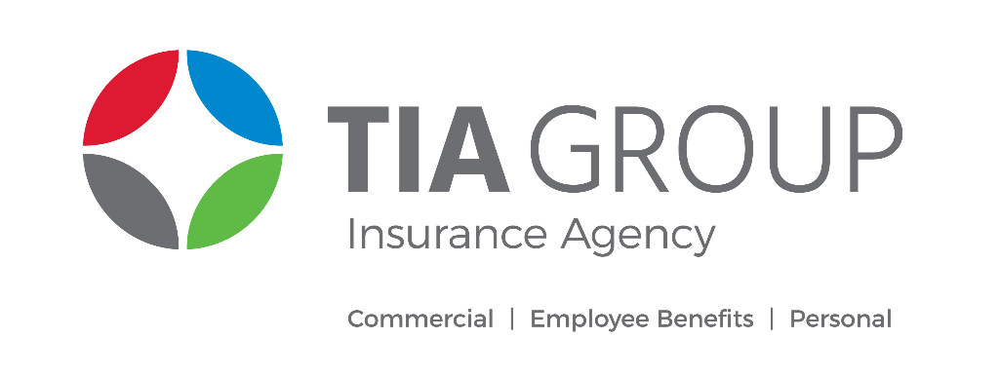 TIA GROUP
Insurance Agency
Commercial | Employee Benefits | Personal